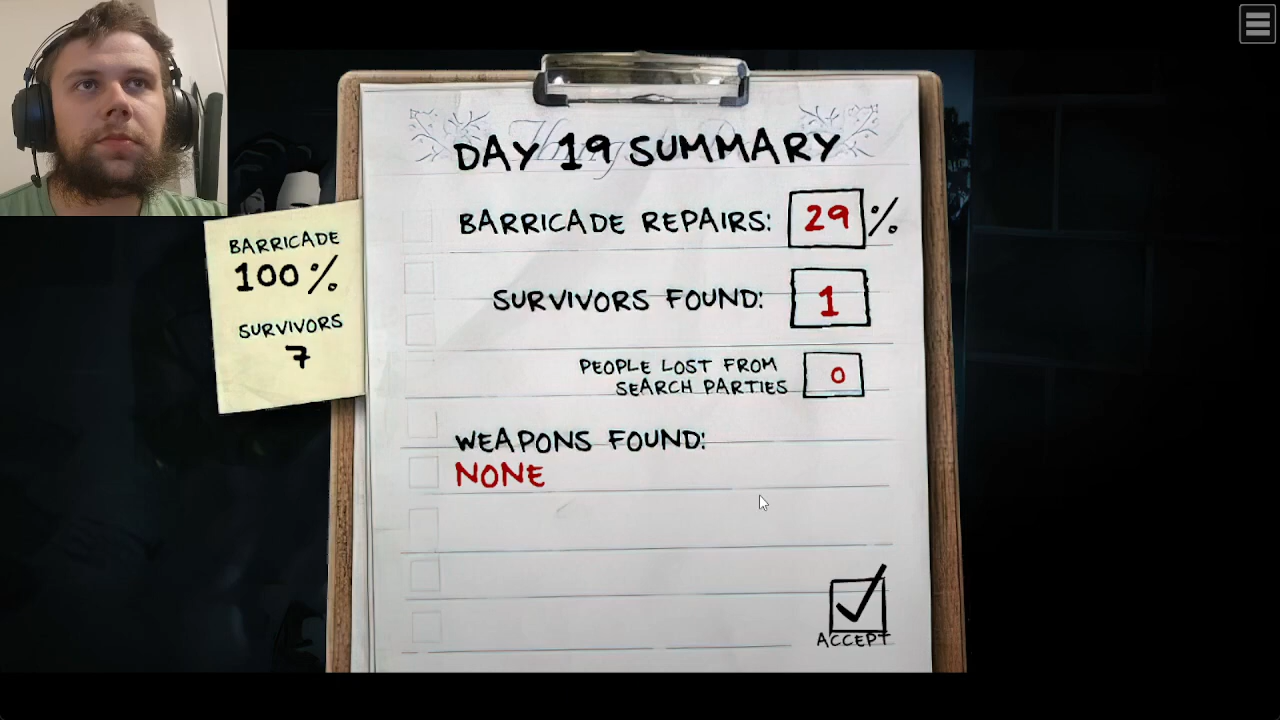 DAY 19 SUMMARY
BARRICADE REPAIRS: 29 %
SURVIVORS FOUND: 1
PEOPLE LOST FROM
SEARCH PARTIES 0
WEAPONS FOUND:
NONE
ACCEPT
BARRICADE
100%
SURVIVORS
7